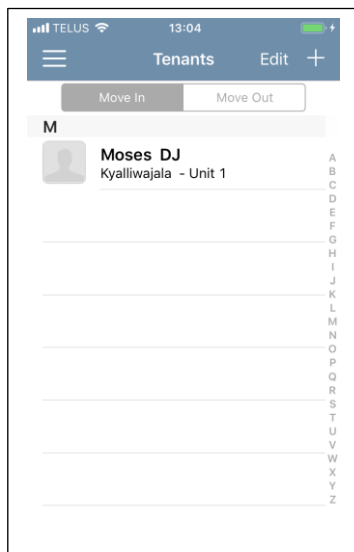 TELUS 13:04
Tenants Edit +
Move In Move Out
M
Moses DJ
Kyalliwajala - Unit 1
A
B
C
D
E
F
G
H
I
J
K
L
M
N
O
P
Q
R
S
T
U
V
W
X
Y
Z